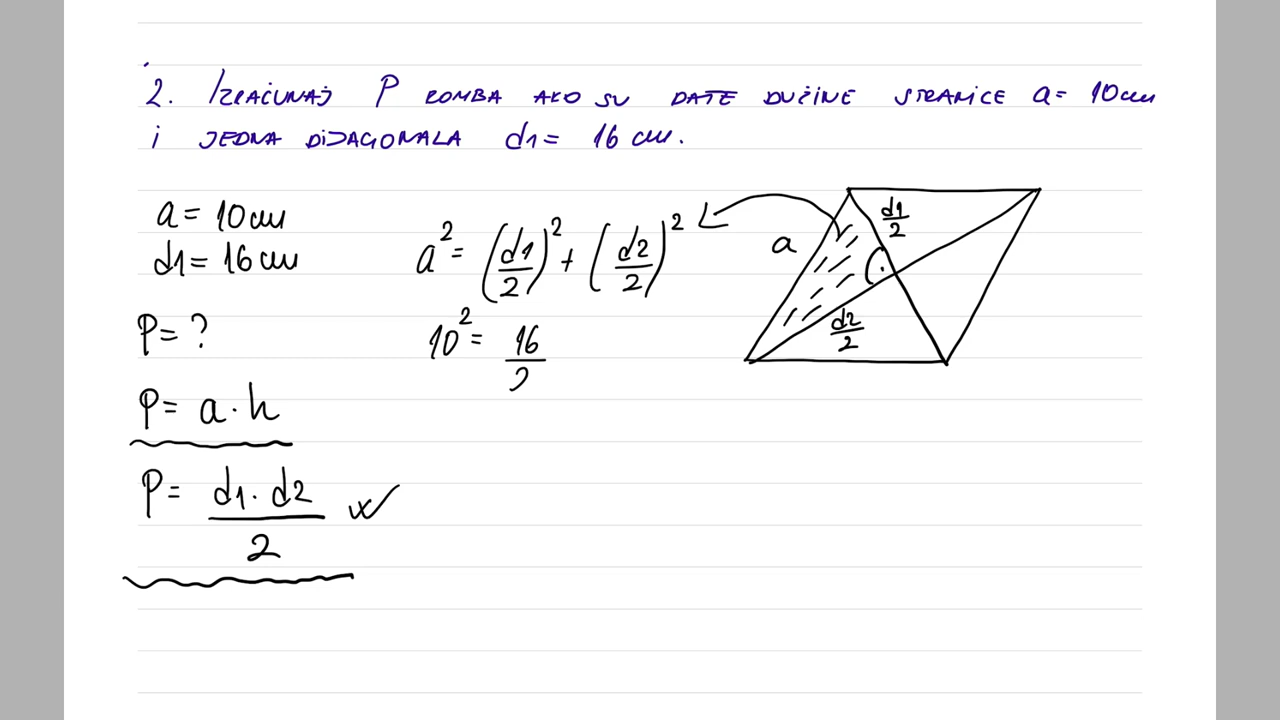 2. IZRAČUNAJ P ROMBA AKO SU DATE DUŽINE STRANICE a= 10cm
i JEDNA DIJAGONALA d1= 16 cm.
a= 10cm
d1= 16cm
P= ?
P= a·h
P= d1·d2/2
a²= (d1/2)²+(d2/2)²
10²= 16/2
a
d1/2
d2/2